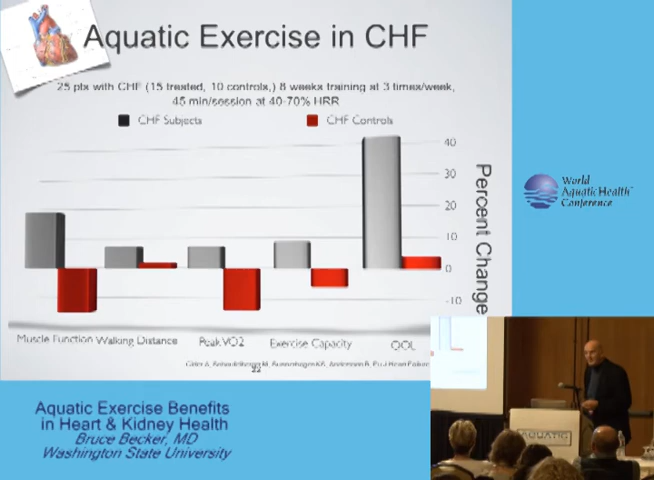 Aquatic Exercise in CHF
25 pts with CHF (15 treated, 10 controls,) 8 weeks training at 3 times/week,
45 min/session at 40-70% HRR
CHF Subjects
CHF Controls
40
30
20
10
0
-10
Percent Change
Muscle Function Walking Distance Peak VO2 Exercise Capacity QOL
22
World
Aquatic Health™
Conference
Aquatic Exercise Benefits
in Heart & Kidney Health
Bruce Becker, MD
Washington State University
AQUATIC